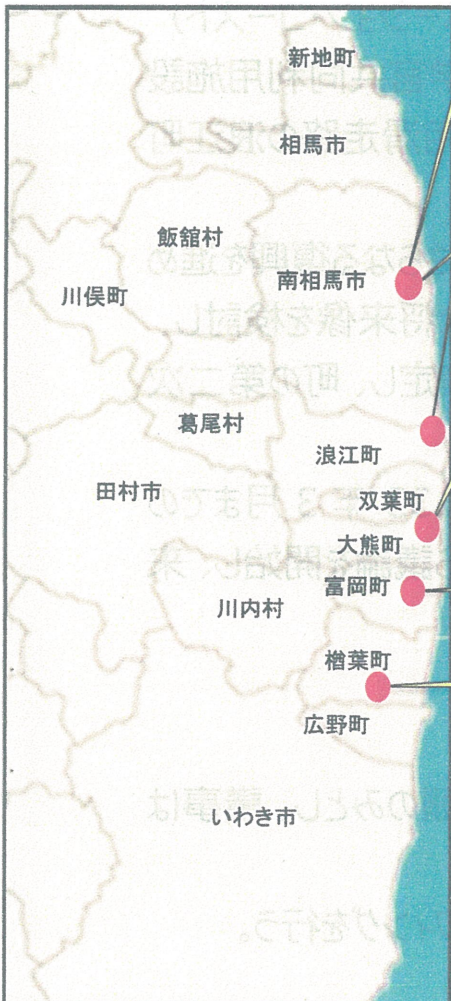 新地町
相馬市
飯舘村
南相馬市
川俣町
葛尾村
浪江町
田村市
双葉町
大熊町
富岡町
川内村
楢葉町
広野町
いわき市